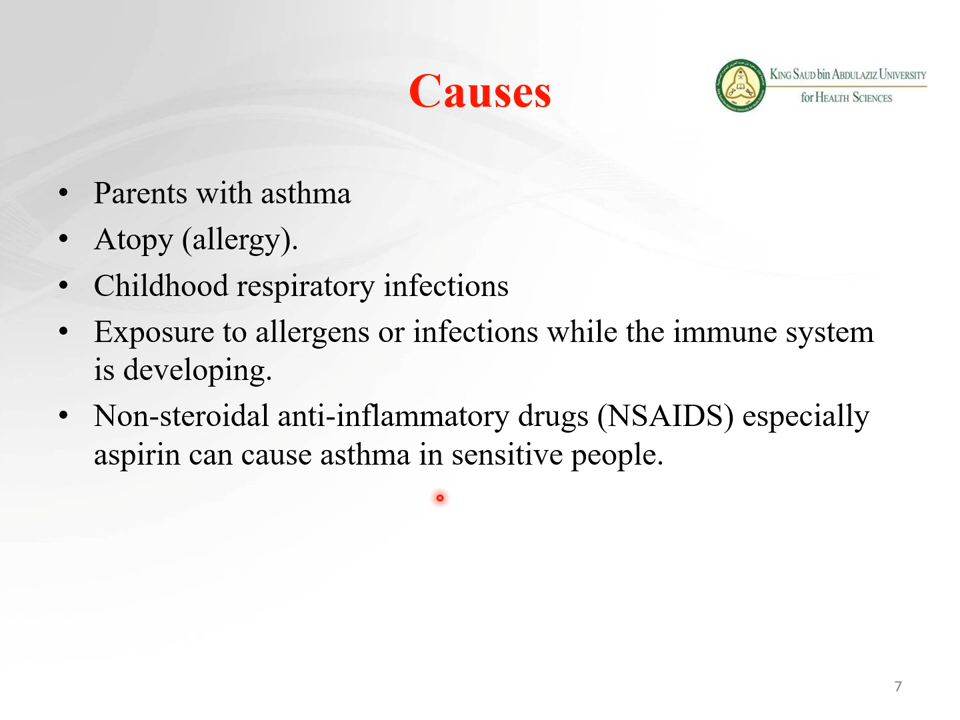 Causes
KING SAUD bin ABDULAZIZ UNIVERSITY
for HEALTH SCIENCES
• Parents with asthma
• Atopy (allergy).
• Childhood respiratory infections
• Exposure to allergens or infections while the immune system
is developing.
• Non-steroidal anti-inflammatory drugs (NSAIDS) especially
aspirin can cause asthma in sensitive people.
7